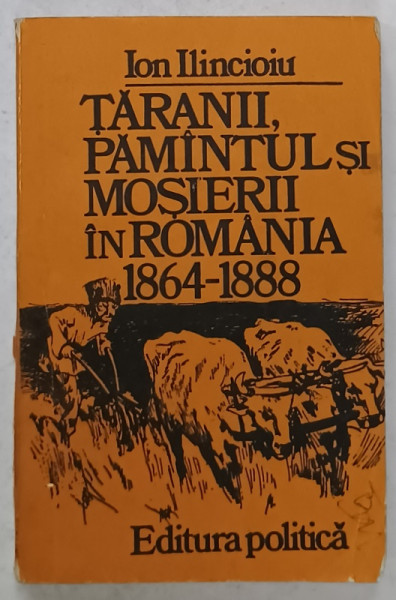 Ion Ilincioiu
ȚĂRANII,
PĂMÎNTUL ȘI
MOȘIERII
ÎN ROMÂNIA
1864-1888
Editura politică